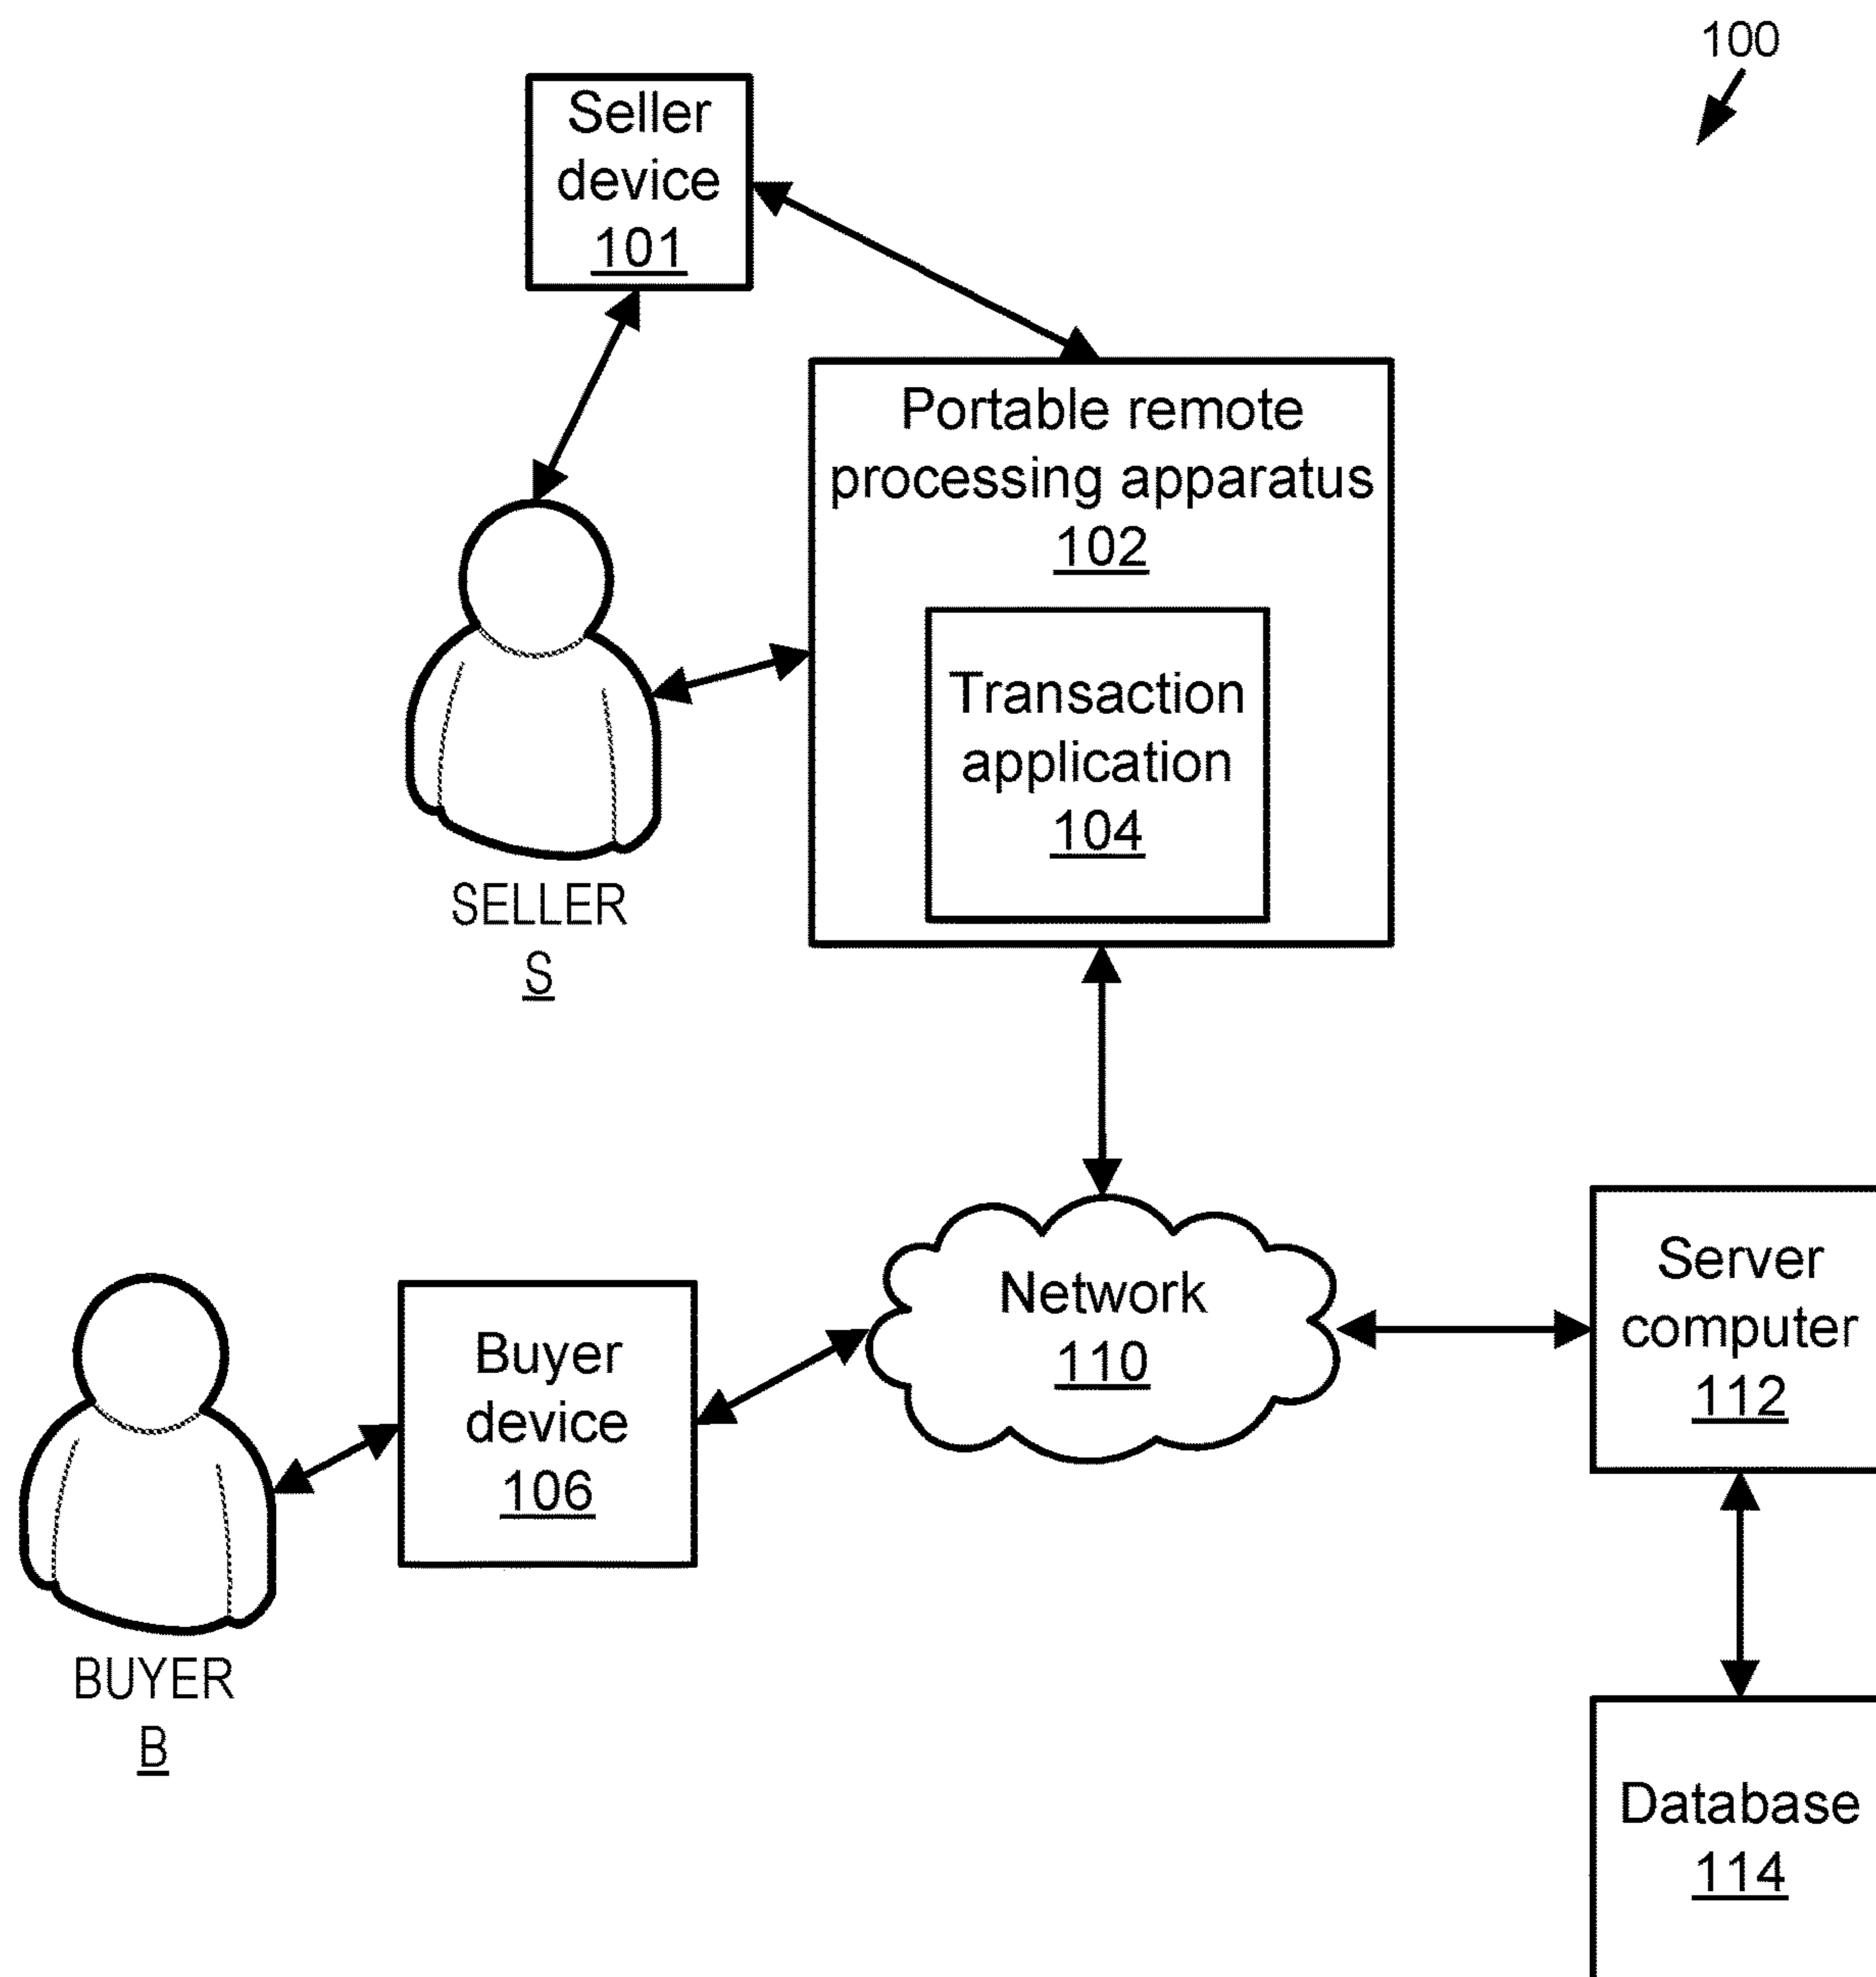 100
Seller
device
101
Portable remote
processing apparatus
102
Transaction
application
104
SELLER
S
Network
110
Server
computer
112
Buyer
device
106
BUYER
B
Database
114